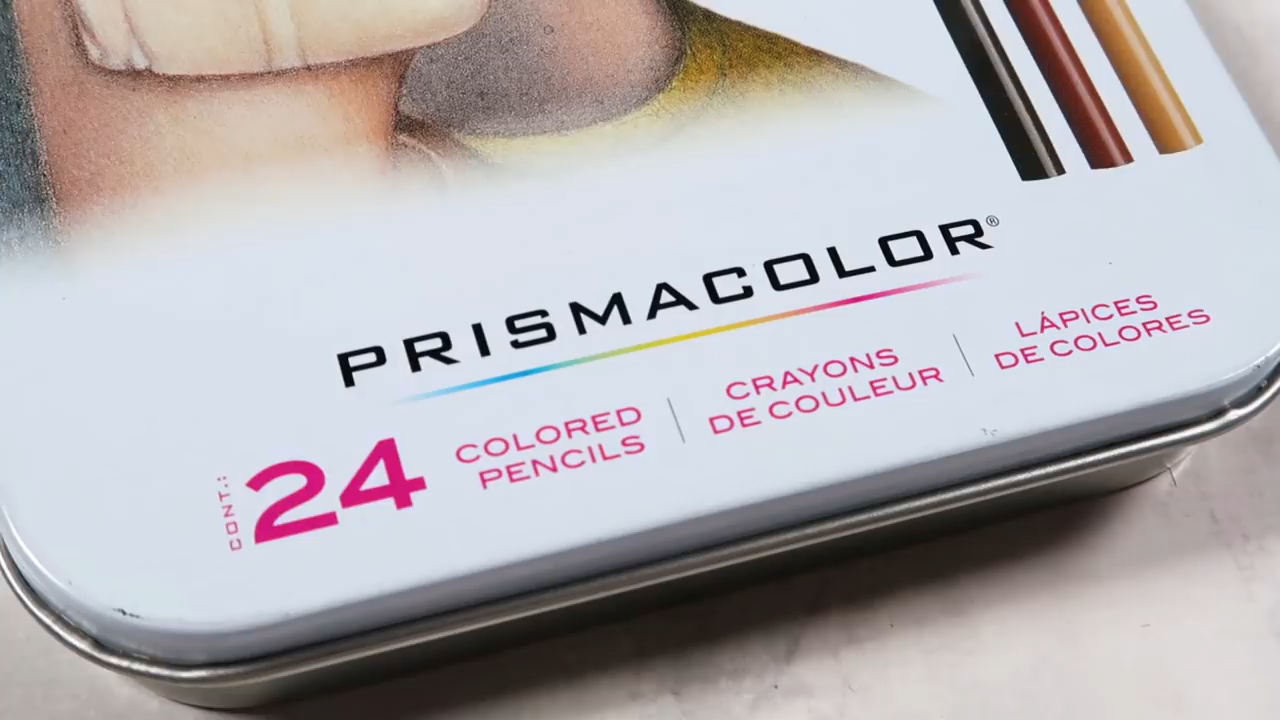 PRISMACOLOR®
CONT.:
24
COLORED
PENCILS
CRAYONS
DE COULEUR
LÁPICES
DE COLORES